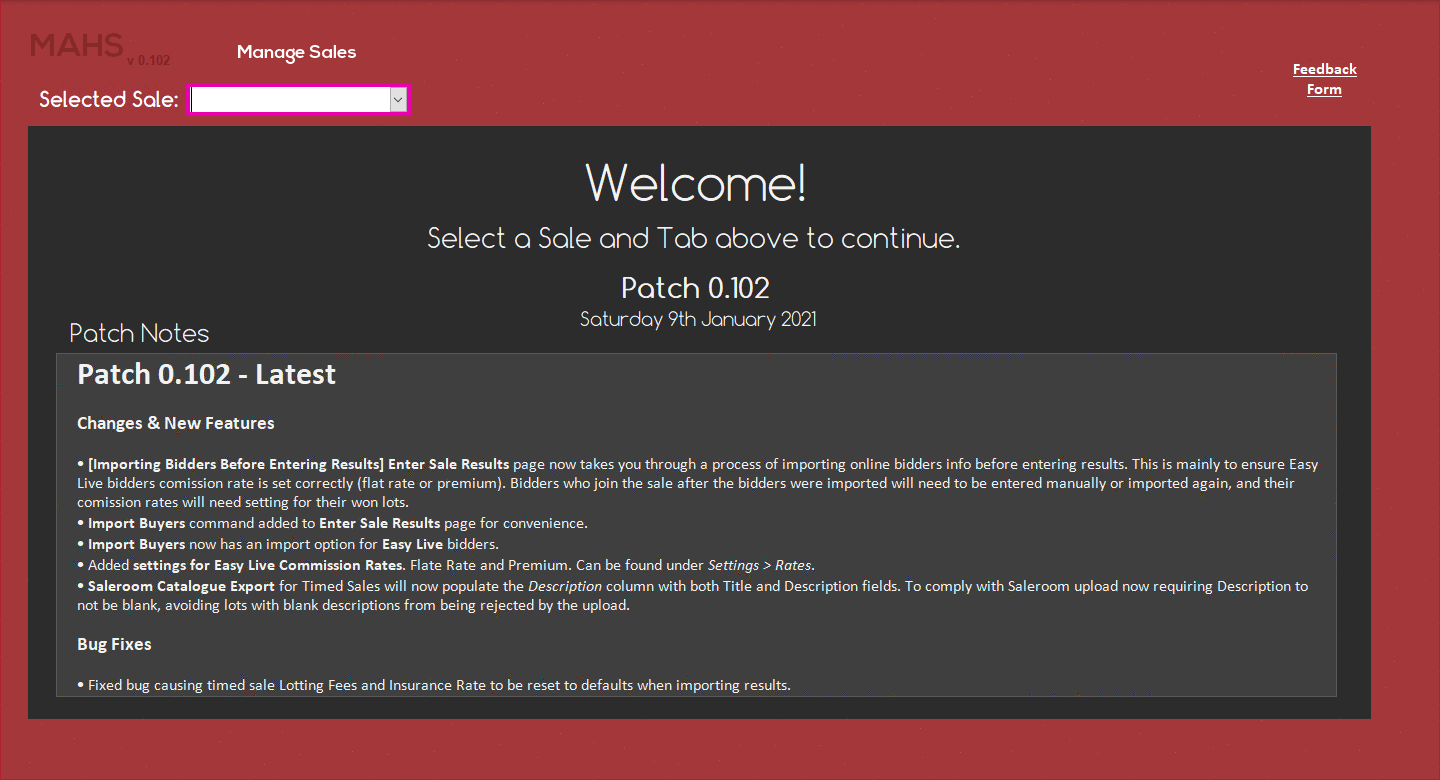 MAHS v 0.102
Manage Sales
Feedback
Form
Selected Sale:
Welcome!
Select a Sale and Tab above to continue.
Patch 0.102
Saturday 9th January 2021
Patch Notes
Patch 0.102 - Latest
Changes & New Features
• [Importing Bidders Before Entering Results] Enter Sale Results page now takes you through a process of importing online bidders info before entering results. This is mainly to ensure Easy
Live bidders comission rate is set correctly (flat rate or premium). Bidders who join the sale after the bidders were imported will need to be entered manually or imported again, and their
comission rates will need setting for their won lots.
• Import Buyers command added to Enter Sale Results page for convenience.
• Import Buyers now has an import option for Easy Live bidders.
• Added settings for Easy Live Commission Rates. Flate Rate and Premium. Can be found under Settings > Rates.
• Saleroom Catalogue Export for Timed Sales will now populate the Description column with both Title and Description fields. To comply with Saleroom upload now requiring Description to
not be blank, avoiding lots with blank descriptions from being rejected by the upload.
Bug Fixes
• Fixed bug causing timed sale Lotting Fees and Insurance Rate to be reset to defaults when importing results.